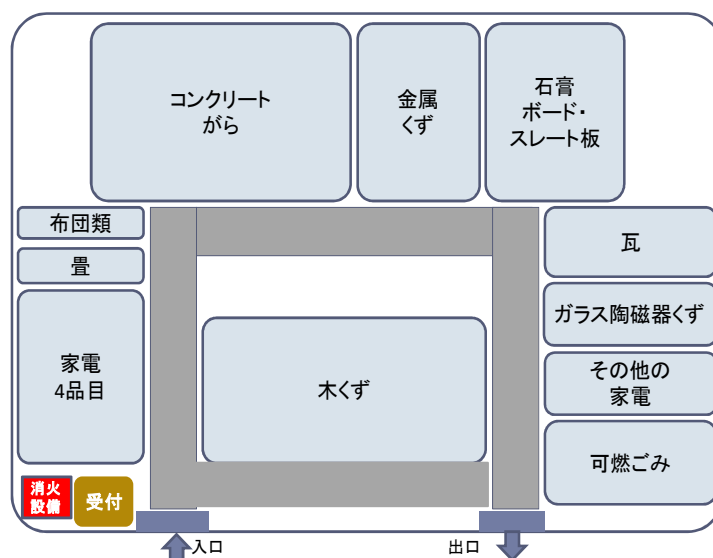 コンクリート
がら
金属
くず
石膏
ボード・
スレート板
布団類
畳
家電
4品目
木くず
瓦
ガラス陶磁器くず
その他の
家電
可燃ごみ
消火
設備
受付
入口
出口